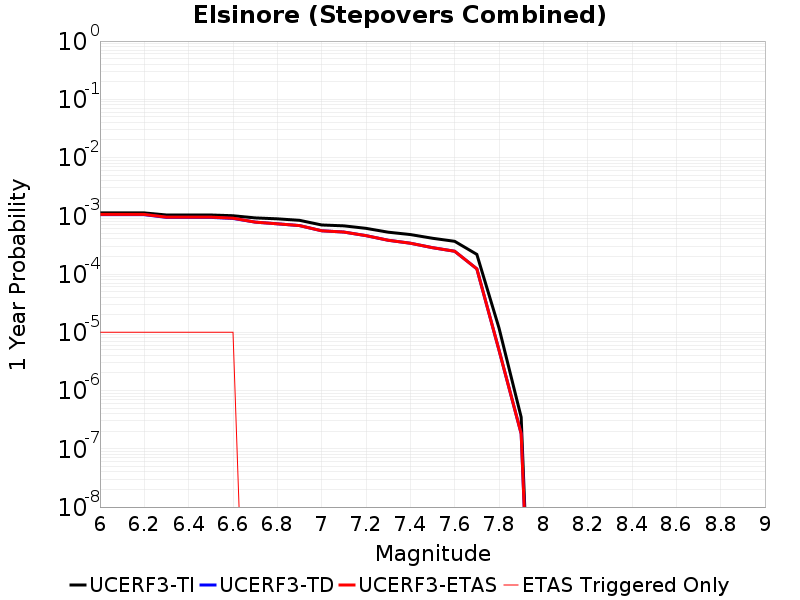 Elsinore (Stepovers Combined)
1 Year Probability
10^0
10^-1
10^-2
10^-3
10^-4
10^-5
10^-6
10^-7
10^-8
6 6.2 6.4 6.6 6.8 7 7.2 7.4 7.6 7.8 8 8.2 8.4 8.6 8.8 9
Magnitude
UCERF3-TI UCERF3-TD UCERF3-ETAS ETAS Triggered Only